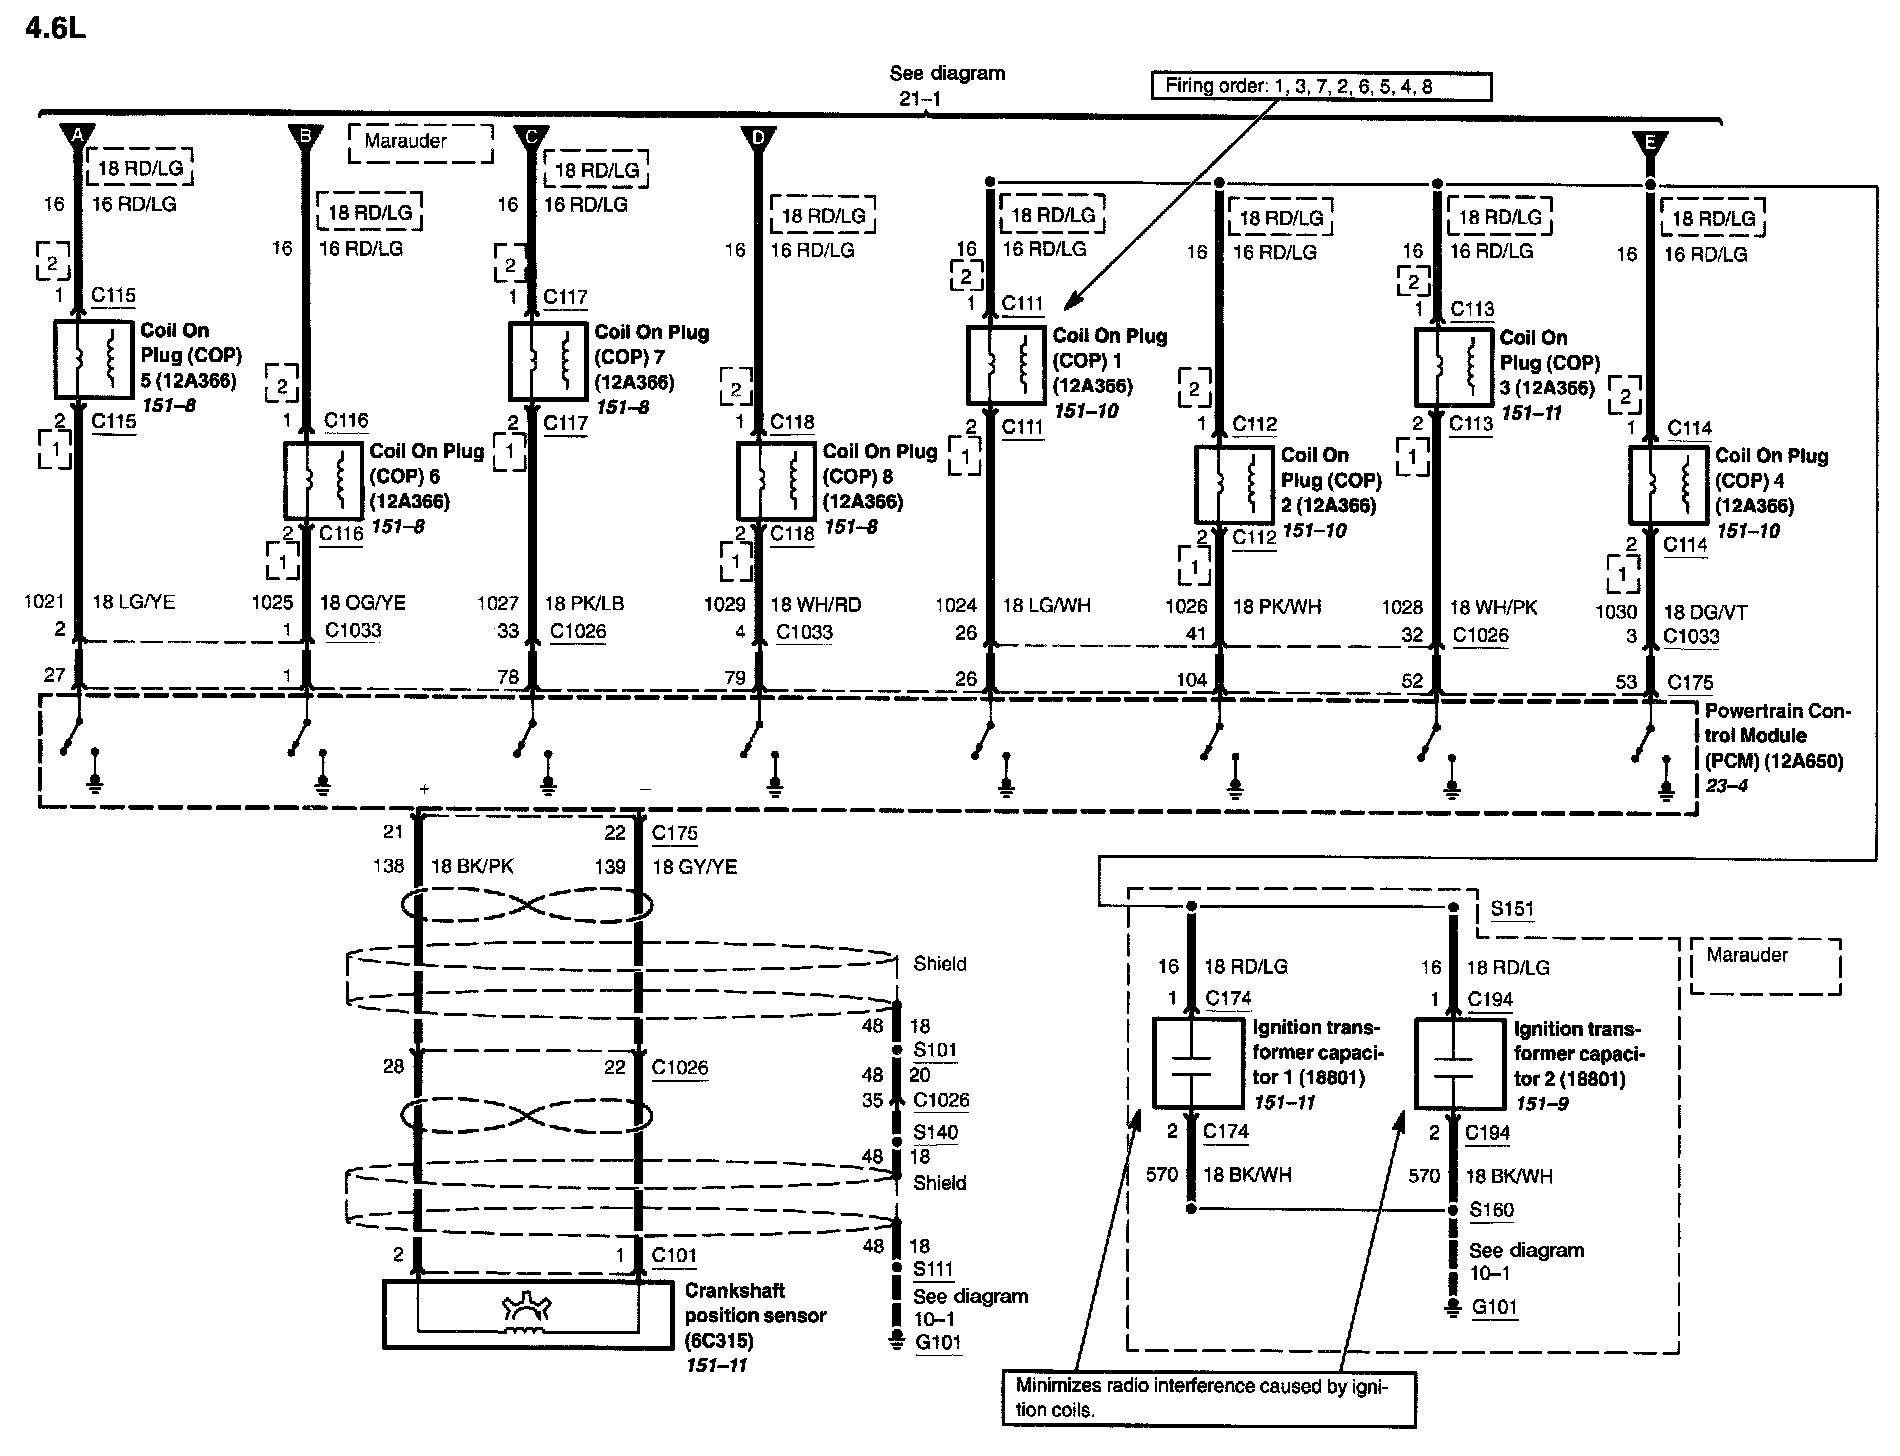 4.6L
See diagram
21–1
Firing order: 1, 3, 7, 2, 6, 5, 4, 8
A
B
Marauder
C
D
E
18 RD/LG
16
16 RD/LG
2
1
C115
Coil On
Plug (COP)
5 (12A366)
151–8
2
C115
1
1021
18 LG/YE
2
27
18 RD/LG
16
16 RD/LG
2
1
C116
Coil On Plug
(COP) 6
(12A366)
151–8
2
C116
1
1025
18 OG/YE
1
C1033
1
18 RD/LG
16
16 RD/LG
2
1
C117
Coil On Plug
(COP) 7
(12A366)
151–8
2
C117
1
1027
18 PK/LB
33
C1026
78
18 RD/LG
16
16 RD/LG
2
1
C118
Coil On Plug
(COP) 8
(12A366)
151–8
2
C118
1
1029
18 WH/RD
4
C1033
79
18 RD/LG
16
16 RD/LG
2
1
C111
Coil On Plug
(COP) 1
(12A366)
151–10
2
C111
1
1024
18 LG/WH
26
26
18 RD/LG
16
16 RD/LG
2
1
C112
Coil On
Plug (COP)
2 (12A366)
151–10
2
C112
1
1026
18 PK/WH
41
104
18 RD/LG
16
16 RD/LG
2
1
C113
Coil On
Plug (COP)
3 (12A366)
151–11
2
C113
1
1028
18 WH/PK
32
C1026
52
18 RD/LG
16
16 RD/LG
2
1
C114
Coil On Plug
(COP) 4
(12A366)
151–10
2
C114
1
1030
18 DG/VT
3
C1033
53
C175
Powertrain Con-
trol Module
(PCM) (12A650)
23–4
+
–
21
22
C175
138
18 BK/PK
139
18 GY/YE
Shield
48
18
S101
28
22
C1026
48
20
35
C1026
S140
48
18
Shield
48
18
2
1
C101
S111
Crankshaft
position sensor
(6C315)
151–11
See diagram
10–1
G101
S151
Marauder
16
18 RD/LG
1
C174
Ignition trans-
former capaci-
tor 1 (18801)
151–11
2
C174
570
18 BK/WH
16
18 RD/LG
1
C194
Ignition trans-
former capaci-
tor 2 (18801)
151–9
2
C194
570
18 BK/WH
S160
See diagram
10–1
G101
Minimizes radio interference caused by igni-
tion coils.